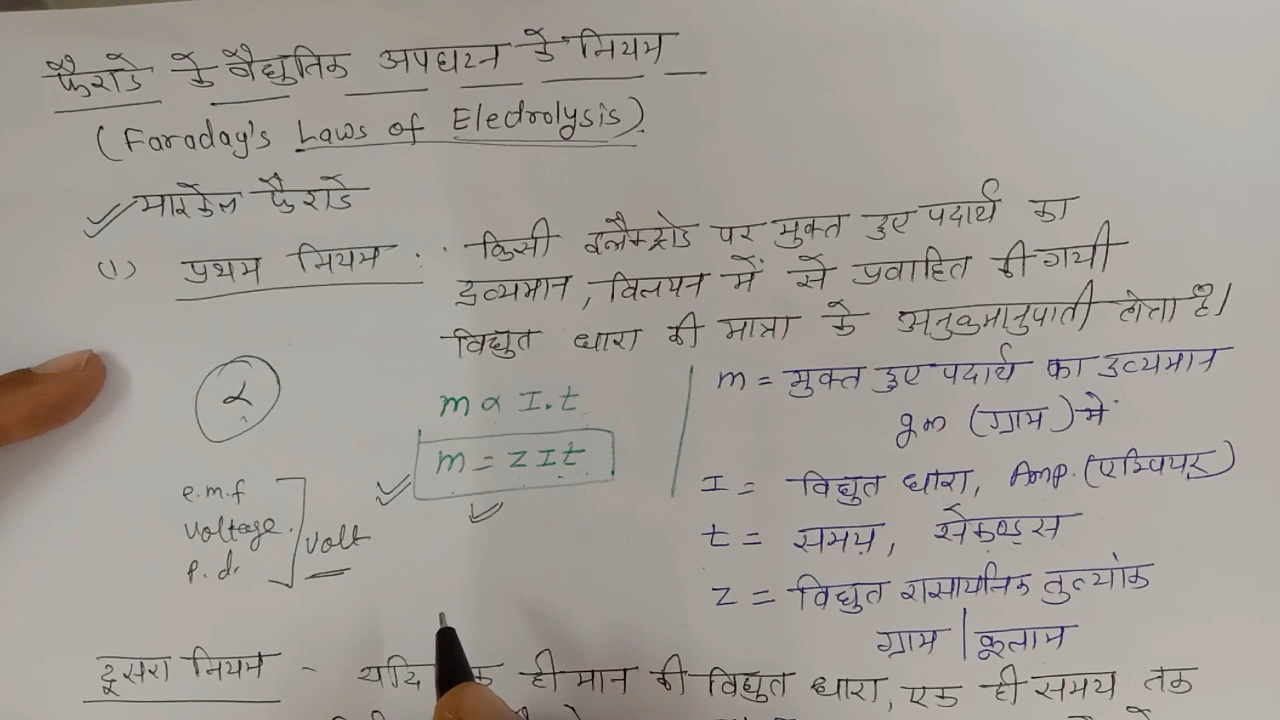 फैराडे के वैद्युतिक अपघटन के नियम
(Faraday's Laws of Electrolysis)
माईकेल फैराडे
(1) प्रथम नियम : किसी इलैक्ट्रोड पर मुक्त हुए पदार्थ का
द्रव्यमान, विलयन में से प्रवाहित की गयी
विद्युत धारा की मात्रा के अनुक्रमानुपाती होता है।
m ∝ I.t
m = ZIt
m = मुक्त हुए पदार्थ का द्रव्यमान
gm (ग्राम) में
I = विद्युत धारा, Amp. (एम्पियर)
t = समय, सेकण्ड्स
Z = विद्युत रासायनिक तुल्यांक
ग्राम | कूलाम
e.m.f
voltage
p.d.
volt
दूसरा नियम - यदि ही मान की विद्युत धारा, एक ही समय तक